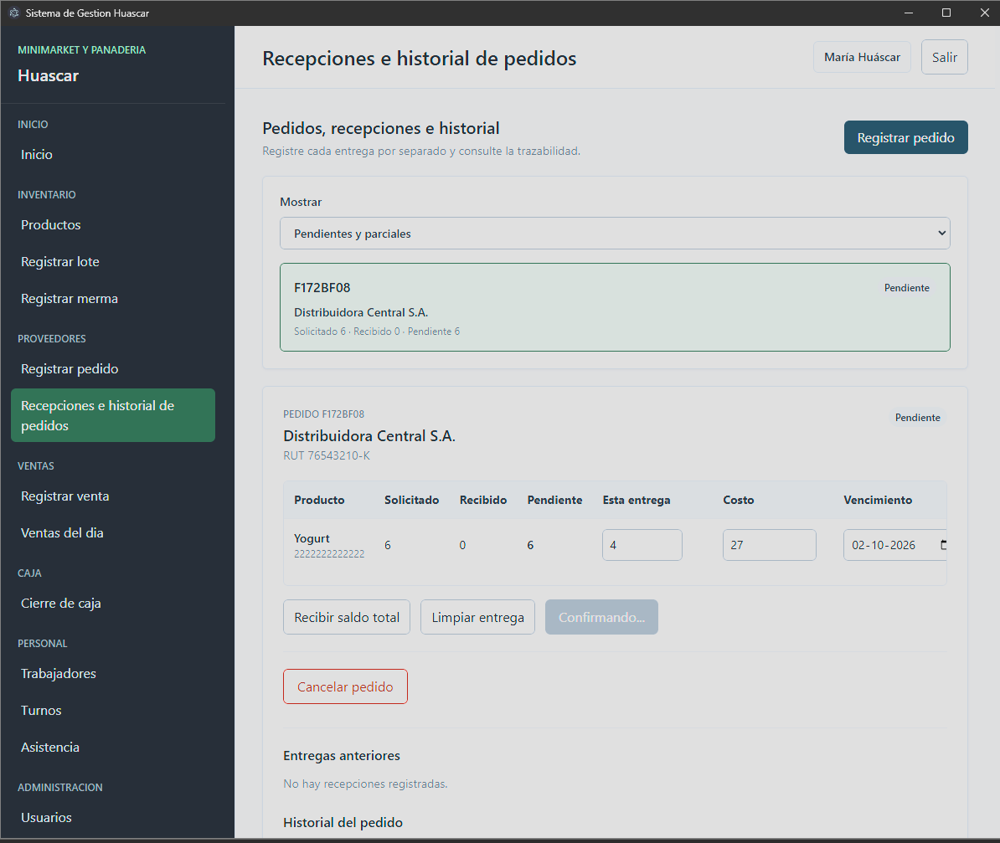 Sistema de Gestion Huascar
MINIMARKET Y PANADERIA
Huascar
INICIO
Inicio
INVENTARIO
Productos
Registrar lote
Registrar merma
PROVEEDORES
Registrar pedido
Recepciones e historial de
pedidos
VENTAS
Registrar venta
Ventas del dia
CAJA
Cierre de caja
PERSONAL
Trabajadores
Turnos
Asistencia
ADMINISTRACION
Usuarios
Recepciones e historial de pedidos
María Huáscar
Salir
Pedidos, recepciones e historial
Registre cada entrega por separado y consulte la trazabilidad.
Registrar pedido
Mostrar
Pendientes y parciales
F172BF08
Pendiente
Distribuidora Central S.A.
Solicitado 6 · Recibido 0 · Pendiente 6
PEDIDO F172BF08
Pendiente
Distribuidora Central S.A.
RUT 76543210-K
Producto Solicitado Recibido Pendiente Esta entrega Costo Vencimiento
Yogurt
2222222222222
6 0 6 4 27 02-10-2026
Recibir saldo total Limpiar entrega Confirmando...
Cancelar pedido
Entregas anteriores
No hay recepciones registradas.
Historial del pedido